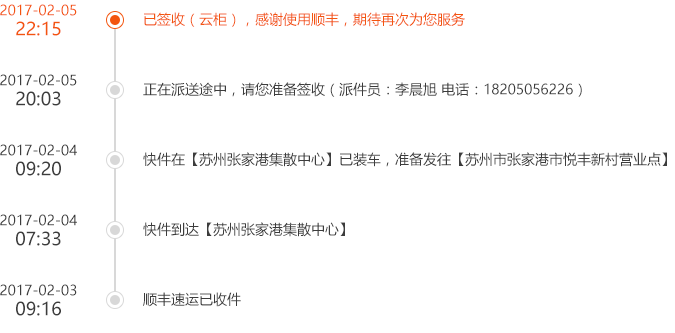 2017-02-05
22:15
已签收（云柜），感谢使用顺丰，期待再次为您服务
2017-02-05
20:03
正在派送途中，请您准备签收（派件员：李晨旭 电话：18205056226）
2017-02-04
09:20
快件在【苏州张家港集散中心】已装车，准备发往【苏州市张家港市悦丰新村营业点】
2017-02-04
07:33
快件到达【苏州张家港集散中心】
2017-02-03
09:16
顺丰速运已收件